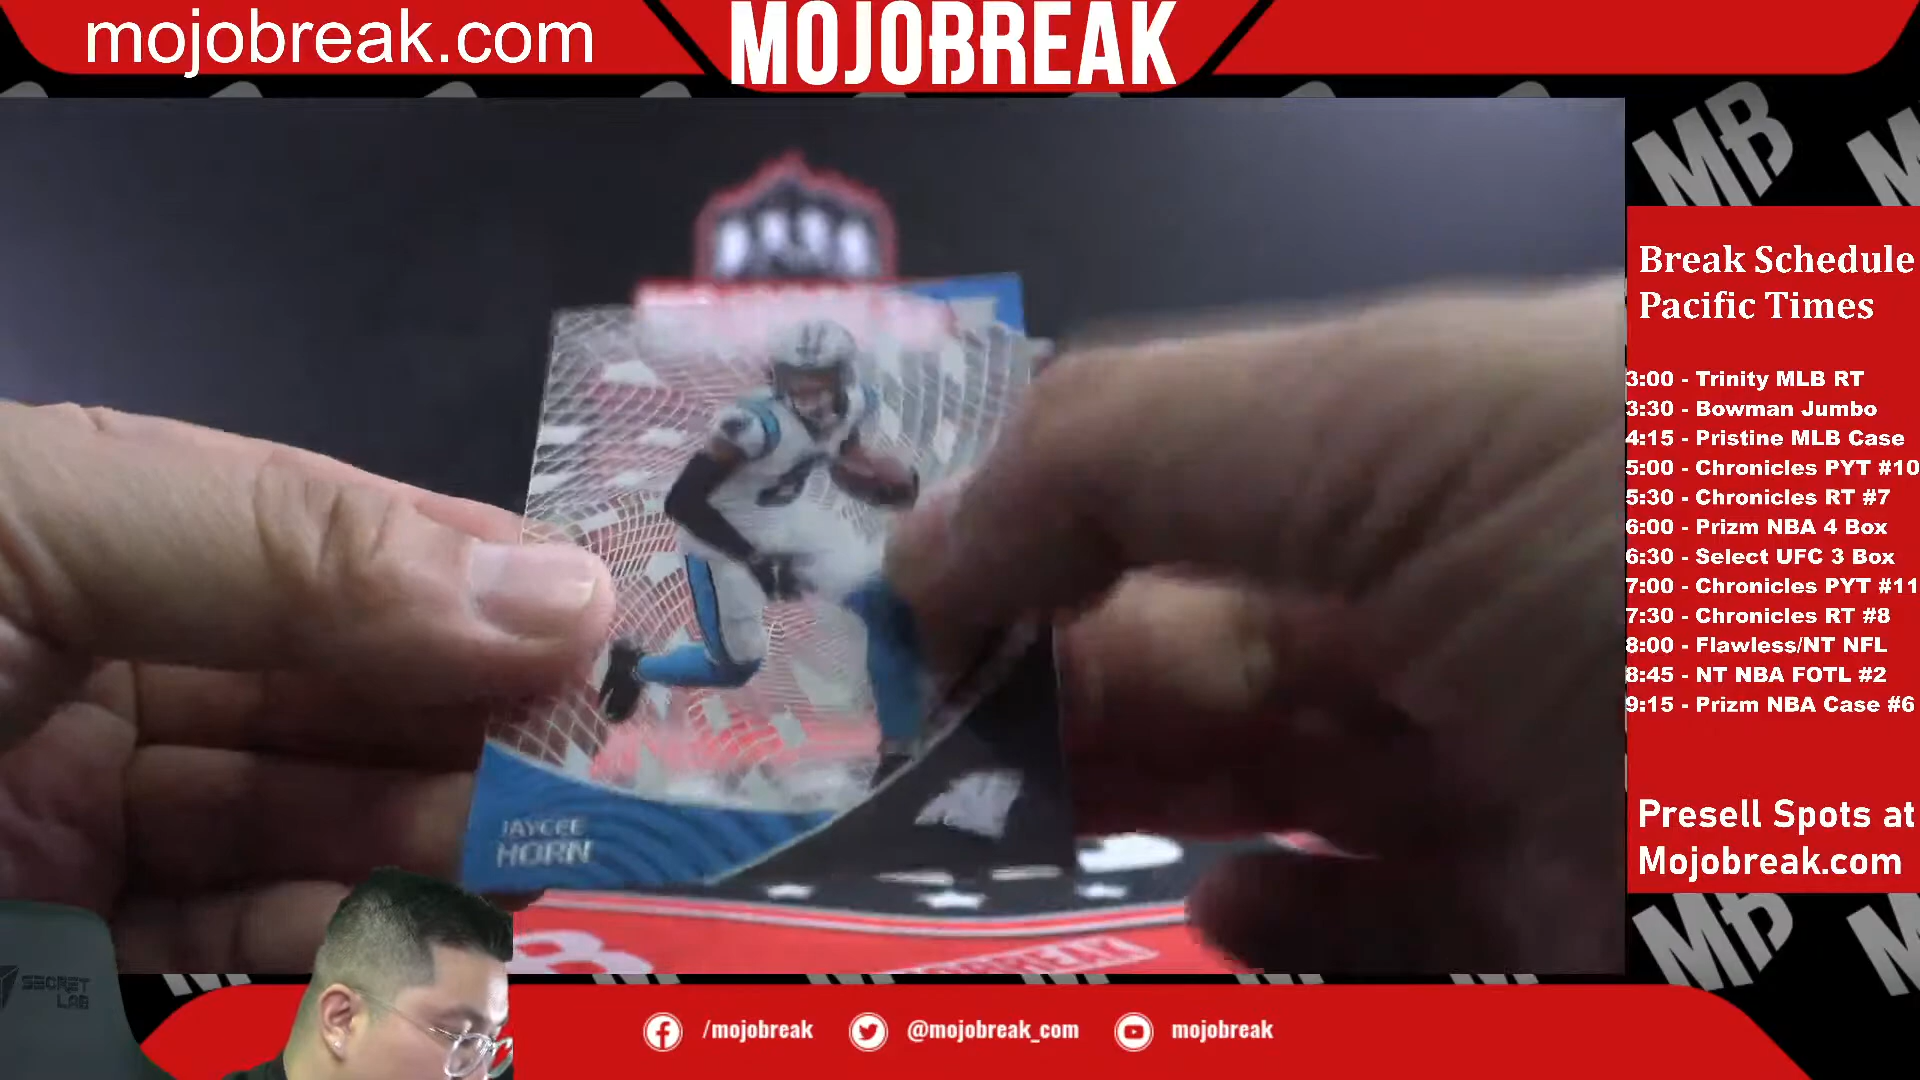 mojobreak.com
MOJOBREAK
MB
Break Schedule
Pacific Times
3:00 - Trinity MLB RT
3:30 - Bowman Jumbo
4:15 - Pristine MLB Case
5:00 - Chronicles PYT #10
5:30 - Chronicles RT #7
6:00 - Prizm NBA 4 Box
6:30 - Select UFC 3 Box
7:00 - Chronicles PYT #11
7:30 - Chronicles RT #8
8:00 - Flawless/NT NFL
8:45 - NT NBA FOTL #2
9:15 - Prizm NBA Case #6
Presell Spots at
Mojobreak.com
JAYCEE
HORN
MB
SECRET
LAB
/mojobreak
@mojobreak_com
mojobreak